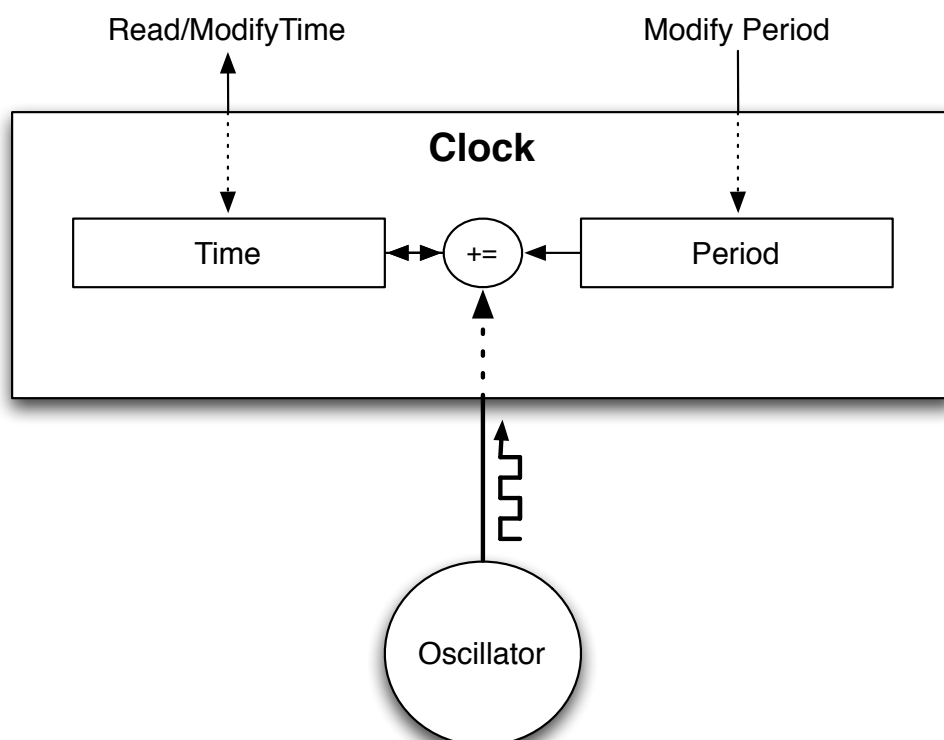 Read/ModifyTime
Modify Period
Clock
Time
+=
Period
Oscillator